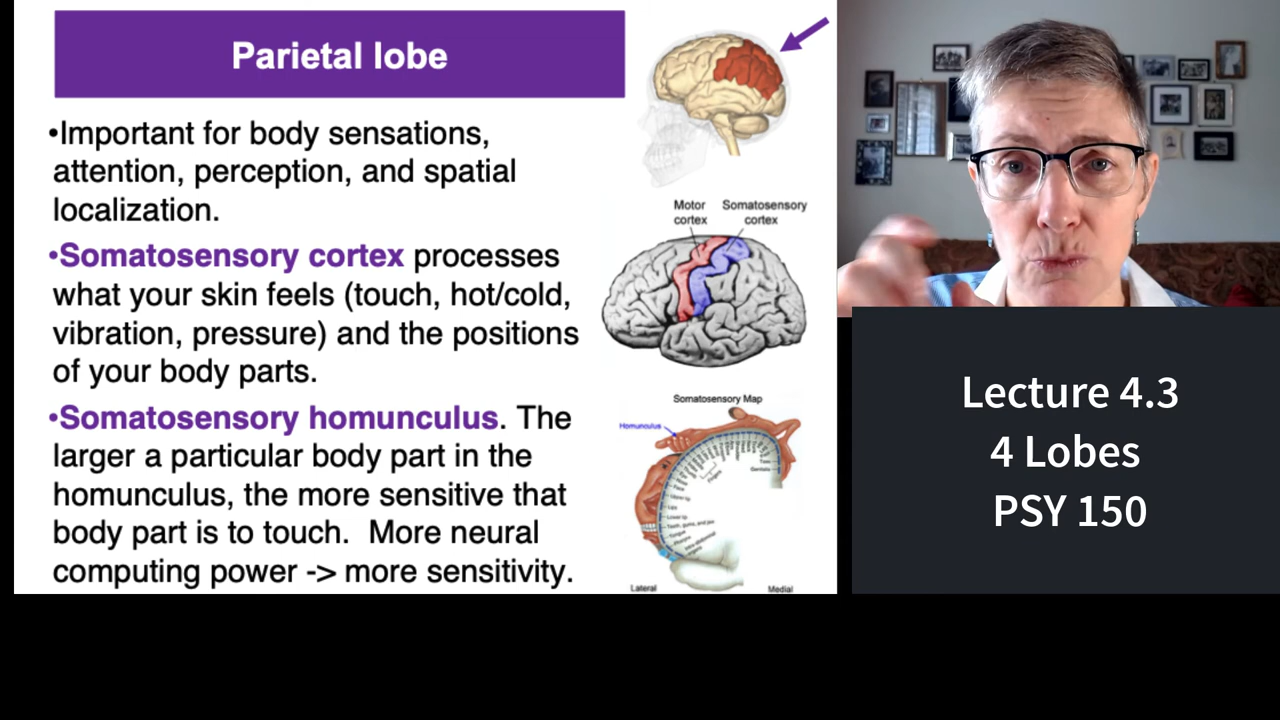 Parietal lobe
•Important for body sensations,
attention, perception, and spatial
localization.
•Somatosensory cortex processes
what your skin feels (touch, hot/cold,
vibration, pressure) and the positions
of your body parts.
•Somatosensory homunculus. The
larger a particular body part in the
homunculus, the more sensitive that
body part is to touch.  More neural
computing power -> more sensitivity.
Motor
cortex
Somatosensory
cortex
Somatosensory Map
Homunculus
Lateral
Medial
Lecture 4.3
4 Lobes
PSY 150